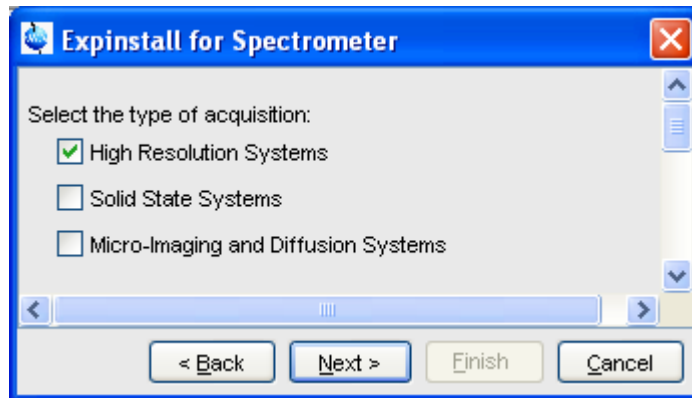 Expinstall for Spectrometer
Select the type of acquisition:
High Resolution Systems
Solid State Systems
Micro-Imaging and Diffusion Systems
< Back Next > Finish Cancel